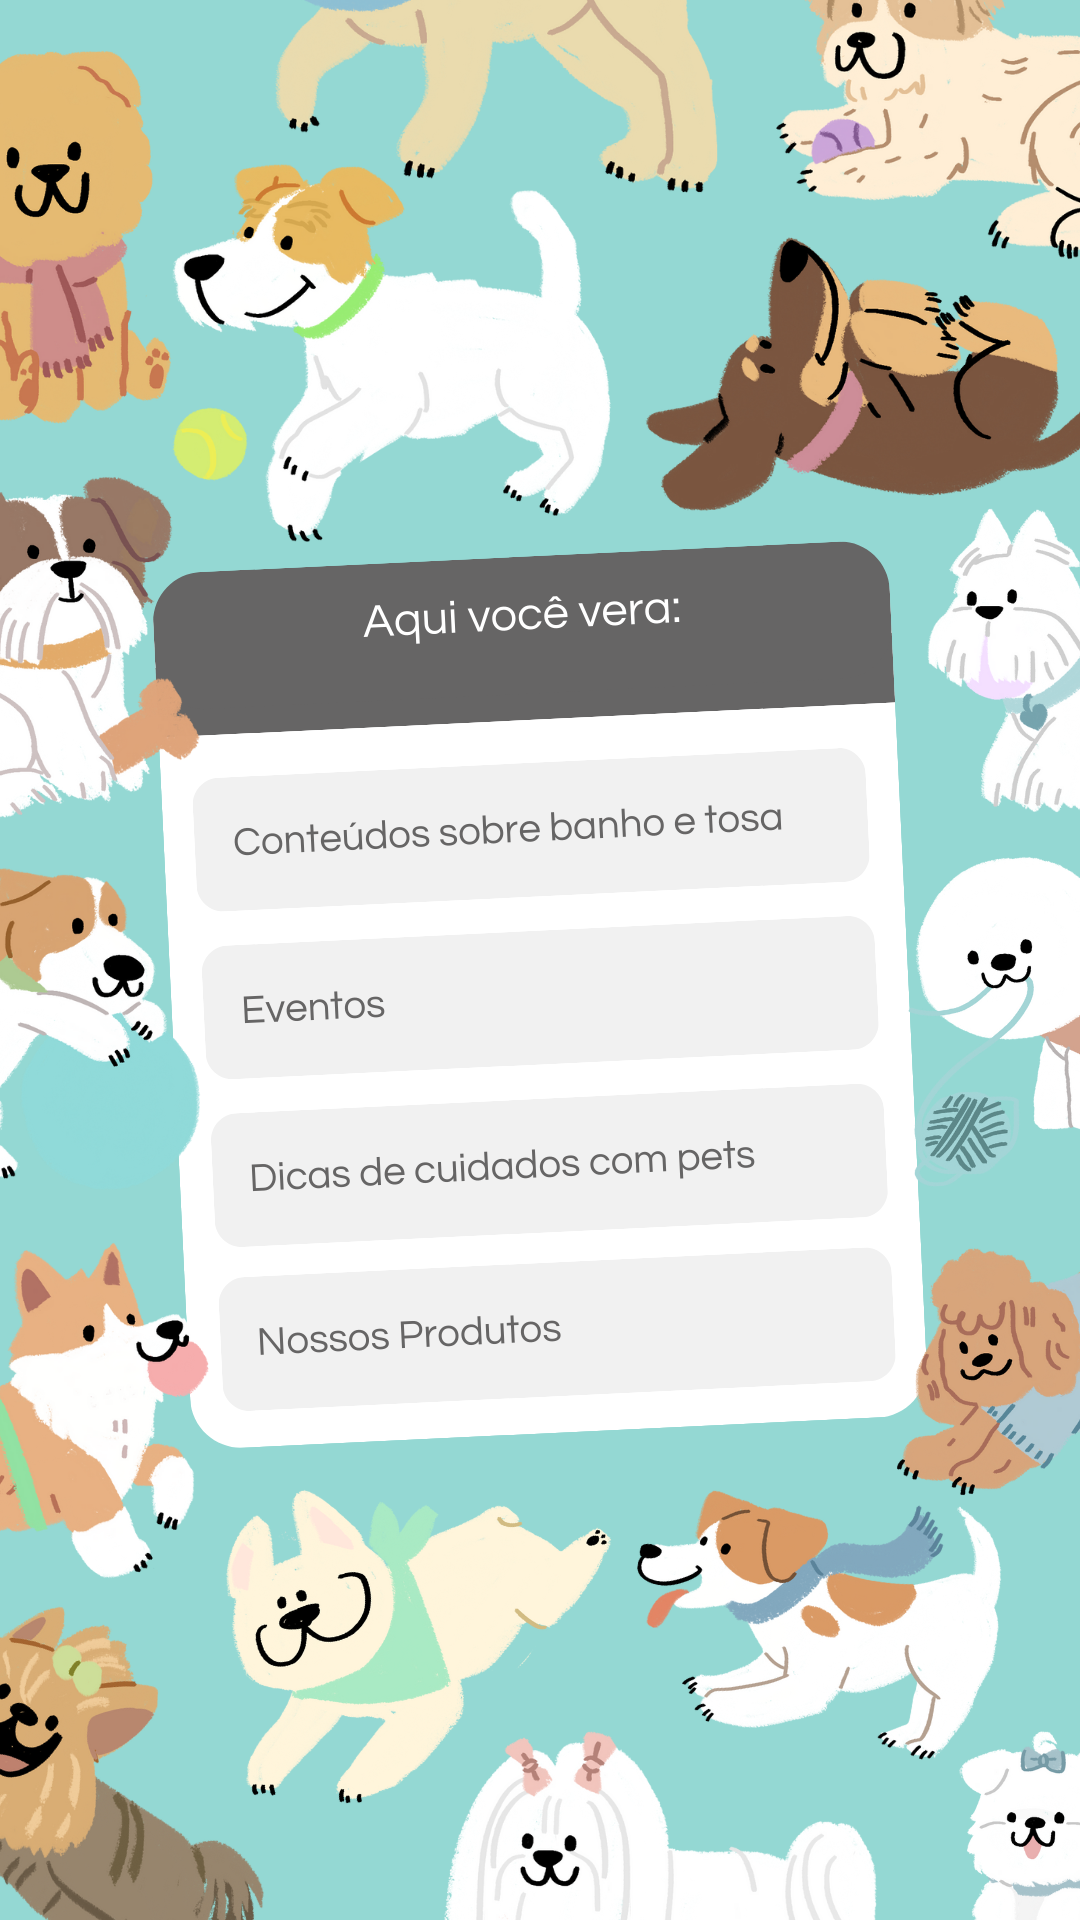 Aqui você vera:
Conteúdos sobre banho e tosa
Eventos
Dicas de cuidados com pets
Nossos Produtos